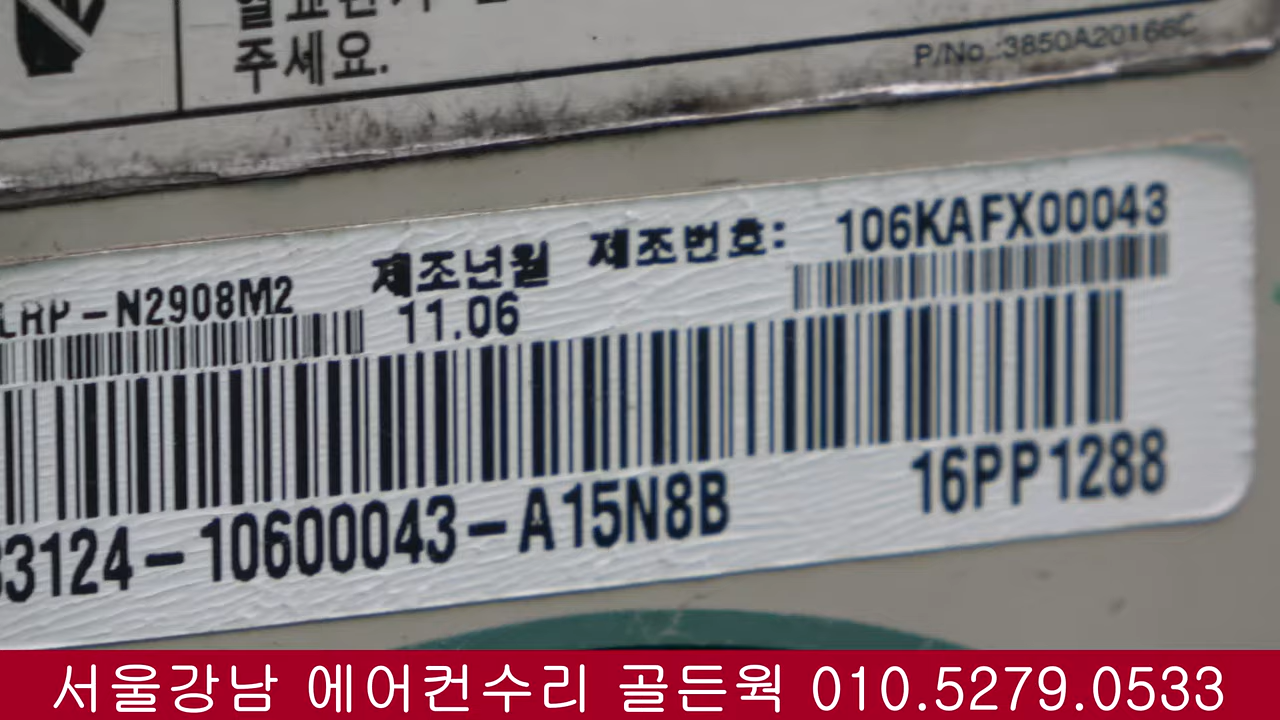 주세요.
P/No.:3850A20166C
LRP-N2908M2 제조년월 제조번호: 106KAFX00043
11.06
3124-10600043-A15N8B 16PP1288
서울강남 에어컨수리 골든웍 010.5279.0533